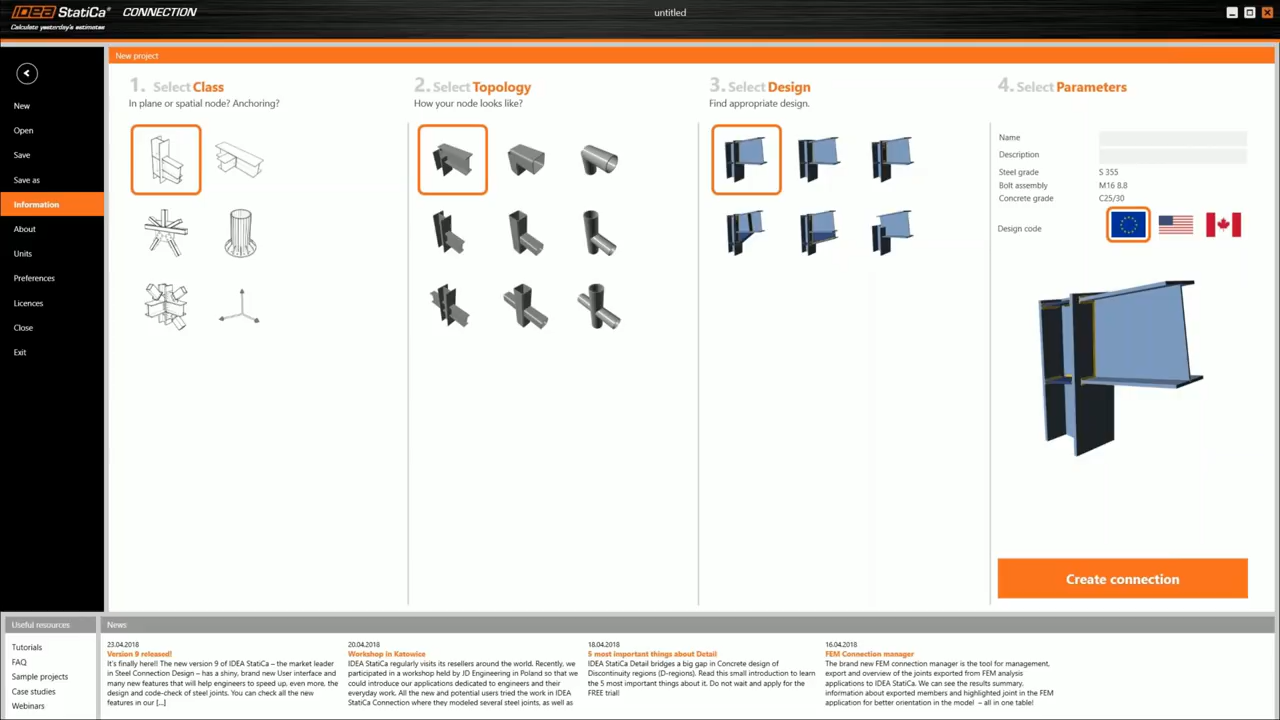 IDEA StatiCa® CONNECTION
Calculate yesterday's estimates
untitled
New
Open
Save
Save as
Information
About
Units
Preferences
Licences
Close
Exit
New project
1. Select Class
In plane or spatial node? Anchoring?
2. Select Topology
How your node looks like?
3. Select Design
Find appropriate design.
4. Select Parameters
Name
Description
Steel grade S 355
Bolt assembly M16 8.8
Concrete grade C25/30
Design code
Create connection
Useful resources
Tutorials
FAQ
Sample projects
Case studies
Webinars
News
23.04.2018
Version 9 released!
It's finally here!! The new version 9 of IDEA StatiCa – the market leader
in Steel Connection Design – has a shiny, brand new User interface and
many new features that will help engineers to speed up, even more, the
design and code-check of steel joints. You can check all the new
features in our [...]
20.04.2018
Workshop in Katowice
IDEA StatiCa regularly visits its resellers around the world. Recently, we
participated in a workshop held by JD Engineering in Poland so that we
could introduce our applications dedicated to engineers and their
everyday work. All the new and potential users tried the work in IDEA
StatiCa Connection where they modeled several steel joints, as well as
18.04.2018
5 most important things about Detail
IDEA StatiCa Detail bridges a big gap in Concrete design of
Discontinuity regions (D-regions). Read this small introduction to learn
the 5 most important things about it. Do not wait and apply for the
FREE trial!
16.04.2018
FEM Connection manager
The brand new FEM connection manager is the tool for management,
export and overview of the joints exported from FEM analysis
applications to IDEA StatiCa. We can see the results summary,
information about exported members and highlighted joint in the FEM
application for better orientation in the model – all in one table!